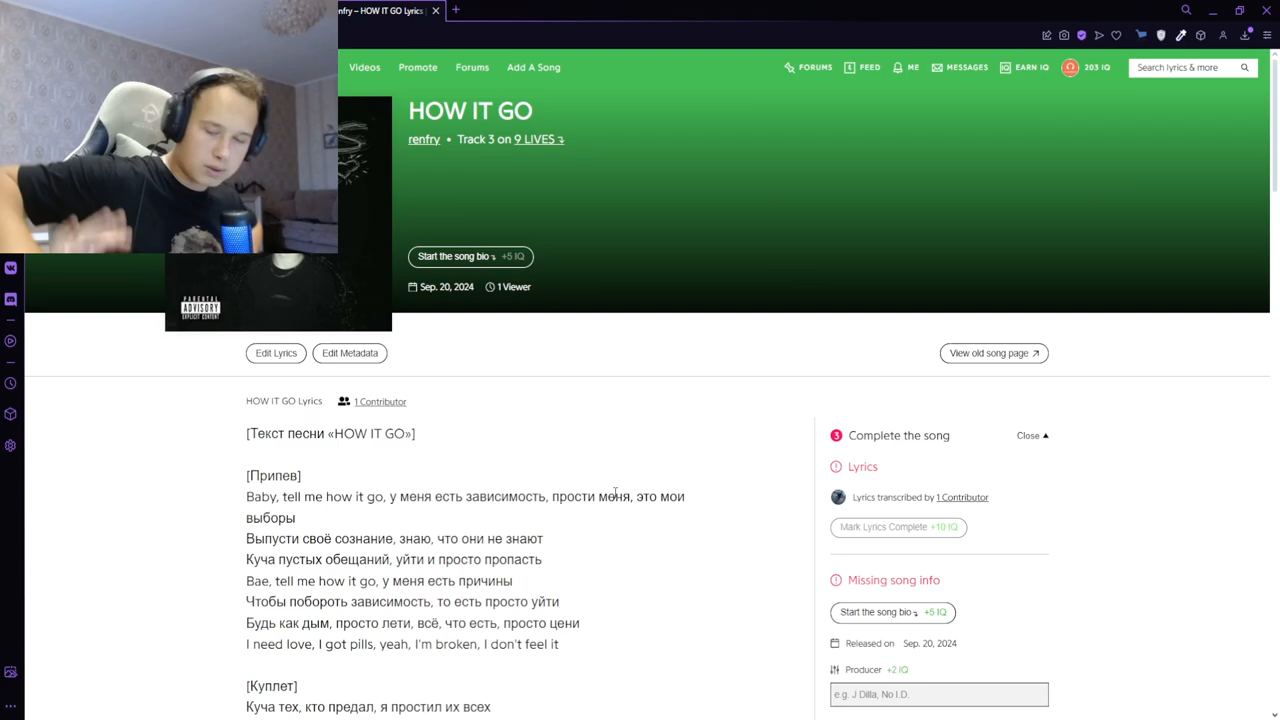 nfry – HOW IT GO Lyrics
Videos
Promote
Forums
Add A Song
FORUMS
FEED
ME
MESSAGES
EARN IQ
203 IQ
Search lyrics & more
HOW IT GO
renfry • Track 3 on 9 LIVES
Start the song bio +5 IQ
Sep. 20, 2024
1 Viewer
PARENTAL
ADVISORY
EXPLICIT CONTENT
Edit Lyrics
Edit Metadata
View old song page
HOW IT GO Lyrics
1 Contributor
[Текст песни «HOW IT GO»]
[Припев]
Baby, tell me how it go, у меня есть зависимость, прости меня, это мои
выборы
Выпусти своё сознание, знаю, что они не знают
Куча пустых обещаний, уйти и просто пропасть
Bae, tell me how it go, у меня есть причины
Чтобы побороть зависимость, то есть просто уйти
Будь как дым, просто лети, всё, что есть, просто цени
I need love, I got pills, yeah, I'm broken, I don't feel it
[Куплет]
Куча тех, кто предал, я простил их всех
3 Complete the song
Close
Lyrics
Lyrics transcribed by 1 Contributor
Mark Lyrics Complete +10 IQ
Missing song info
Start the song bio +5 IQ
Released on Sep. 20, 2024
Producer +2 IQ
e.g. J Dilla, No I.D.